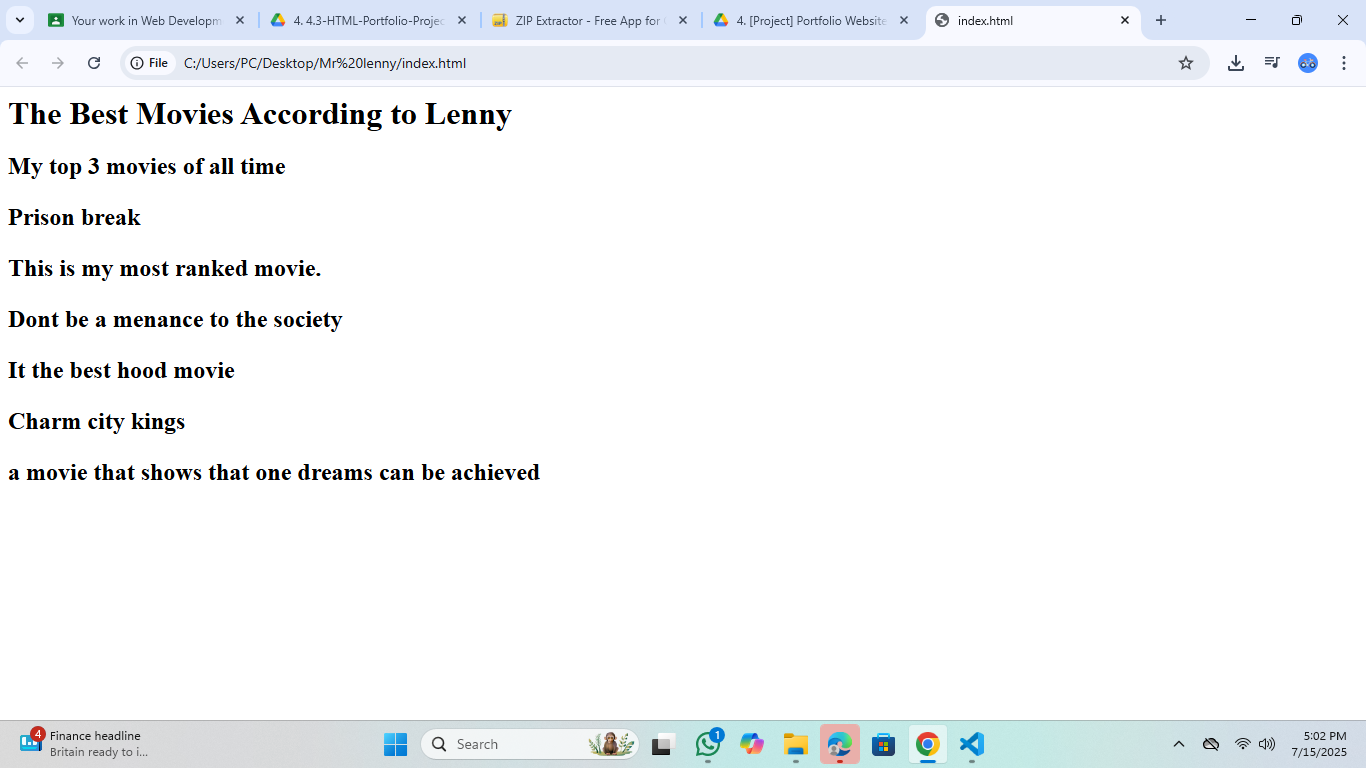 Your work in Web Developm
4. 4.3-HTML-Portfolio-Projec
ZIP Extractor - Free App for
4. [Project] Portfolio Website
index.html
File
C:/Users/PC/Desktop/Mr%20lenny/index.html
The Best Movies According to Lenny
My top 3 movies of all time
Prison break
This is my most ranked movie.
Dont be a menance to the society
It the best hood movie
Charm city kings
a movie that shows that one dreams can be achieved
4
Finance headline
Britain ready to i...
Search
1
5:02 PM
7/15/2025